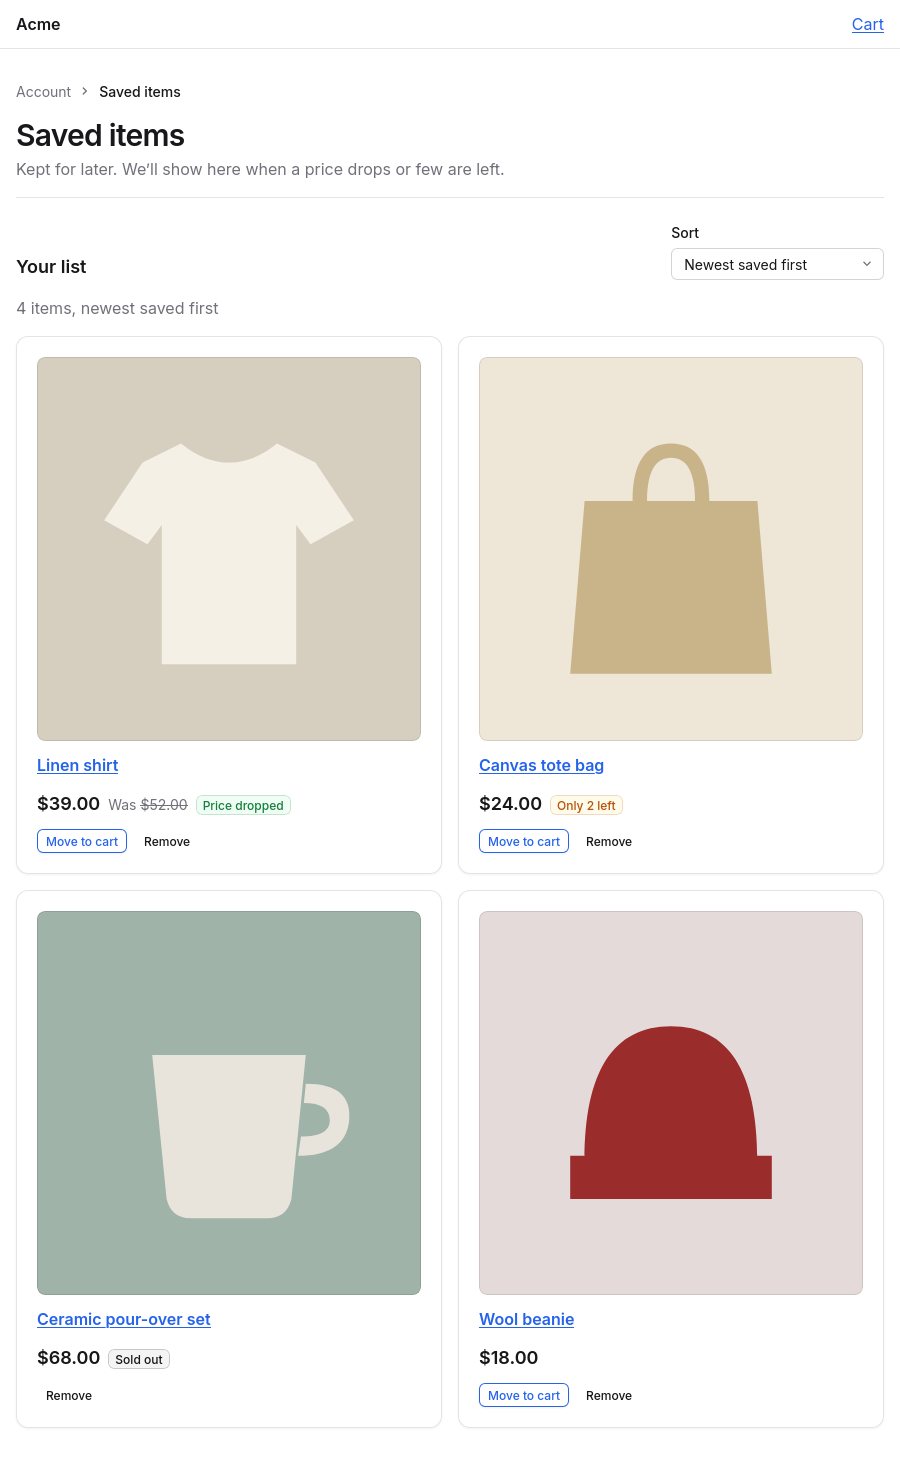 Acme
Cart
Account
Saved items
Saved items
Kept for later. We'll show here when a price drops or few are left.
Sort
Your list
Newest saved first
4 items, newest saved first
Linen shirt
$39.00 Was $52.00 Price dropped
Move to cart Remove
Canvas tote bag
$24.00 Only 2 left
Move to cart Remove
Ceramic pour-over set
$68.00 Sold out
Remove
Wool beanie
$18.00
Move to cart Remove